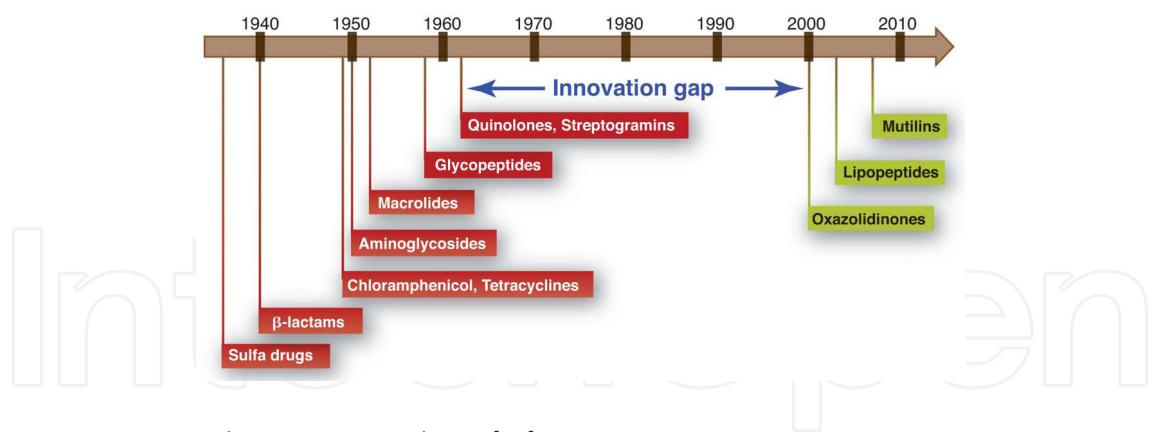 1940 1950 1960 1970 1980 1990 2000 2010
Innovation gap
Quinolones, Streptogramins
Mutilins
Glycopeptides
Lipopeptides
Macrolides
Oxazolidinones
Aminoglycosides
Chloramphenicol, Tetracyclines
β-lactams
Sulfa drugs